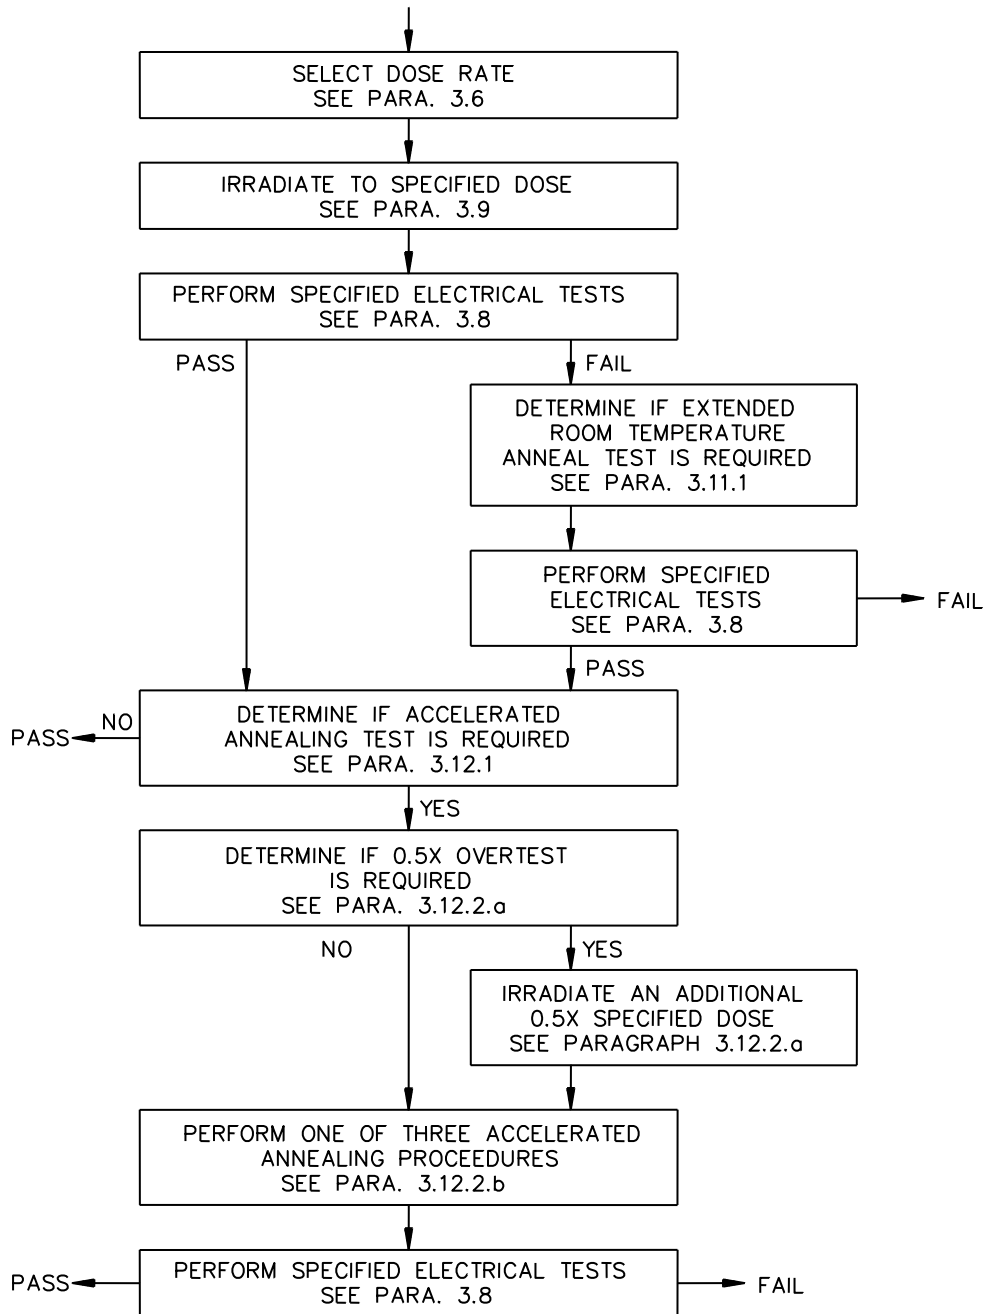 SELECT DOSE RATE
SEE PARA. 3.6
IRRADIATE TO SPECIFIED DOSE
SEE PARA. 3.9
PERFORM SPECIFIED ELECTRICAL TESTS
SEE PARA. 3.8
PASS
FAIL
DETERMINE IF EXTENDED
ROOM TEMPERATURE
ANNEAL TEST IS REQUIRED
SEE PARA. 3.11.1
PERFORM SPECIFIED
ELECTRICAL TESTS
SEE PARA. 3.8
FAIL
PASS
DETERMINE IF ACCELERATED
ANNEALING TEST IS REQUIRED
SEE PARA. 3.12.1
NO
PASS
YES
DETERMINE IF 0.5X OVERTEST
IS REQUIRED
SEE PARA. 3.12.2.a
NO
YES
IRRADIATE AN ADDITIONAL
0.5X SPECIFIED DOSE
SEE PARAGRAPH 3.12.2.a
PERFORM ONE OF THREE ACCELERATED
ANNEALING PROCEEDURES
SEE PARA. 3.12.2.b
PERFORM SPECIFIED ELECTRICAL TESTS
SEE PARA. 3.8
PASS
FAIL